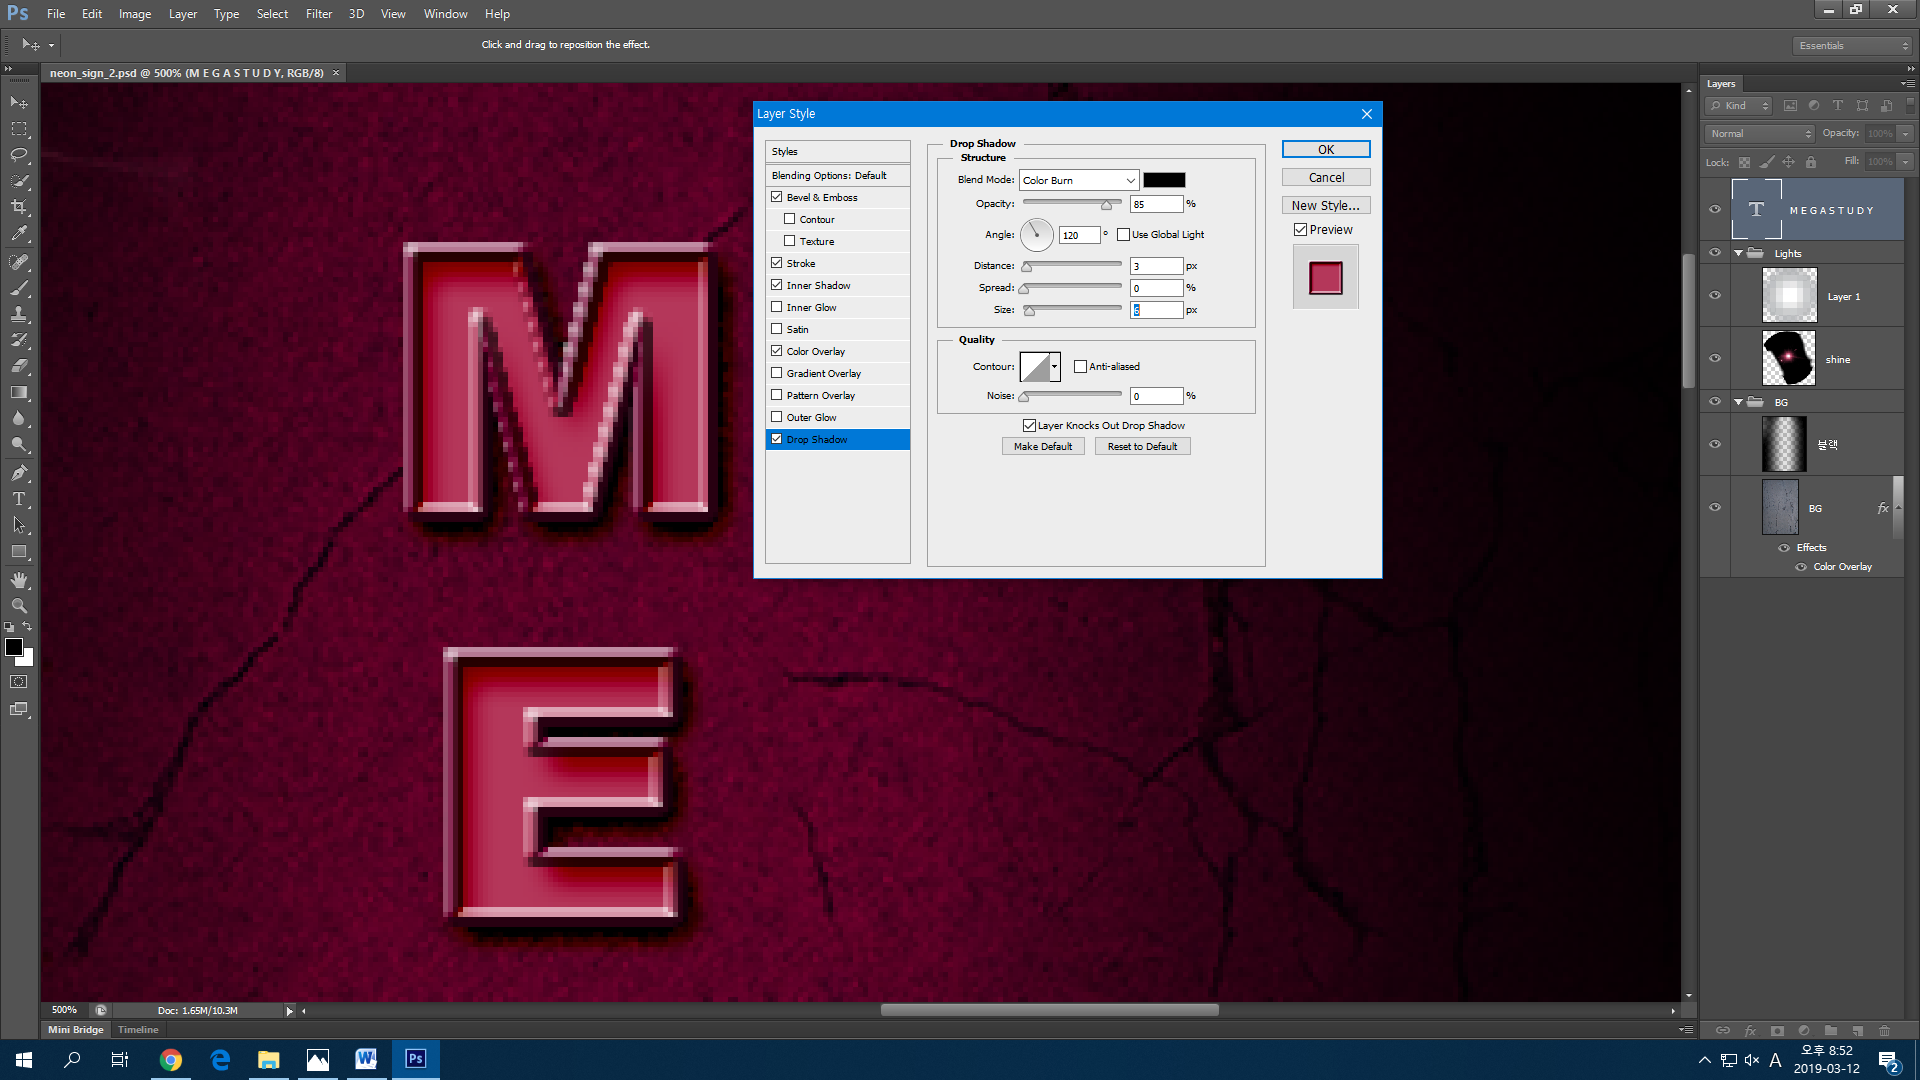 Ps File Edit Image Layer Type Select Filter 3D View Window Help
Click and drag to reposition the effect.
Essentials
neon_sign_2.psd @ 500% (M E G A S T U D Y, RGB/8) ×
Layer Style
Styles
Blending Options: Default
Bevel & Emboss
Contour
Texture
Stroke
Inner Shadow
Inner Glow
Satin
Color Overlay
Gradient Overlay
Pattern Overlay
Outer Glow
Drop Shadow
Drop Shadow
Structure
Blend Mode: Color Burn
Opacity: 85 %
Angle: 120 ° Use Global Light
Distance: 3 px
Spread: 0 %
Size: 6 px
Quality
Contour: Anti-aliased
Noise: 0 %
Layer Knocks Out Drop Shadow
Make Default Reset to Default
OK
Cancel
New Style...
Preview
M
E
Layers
Kind
Normal Opacity: 100%
Lock: Fill: 100%
T M E G A S T U D Y
Lights
Layer 1
shine
BG
블랙
BG fx
Effects
Color Overlay
500% Doc: 1.65M/10.3M
Mini Bridge Timeline
A 오후 8:52
2019-03-12 2